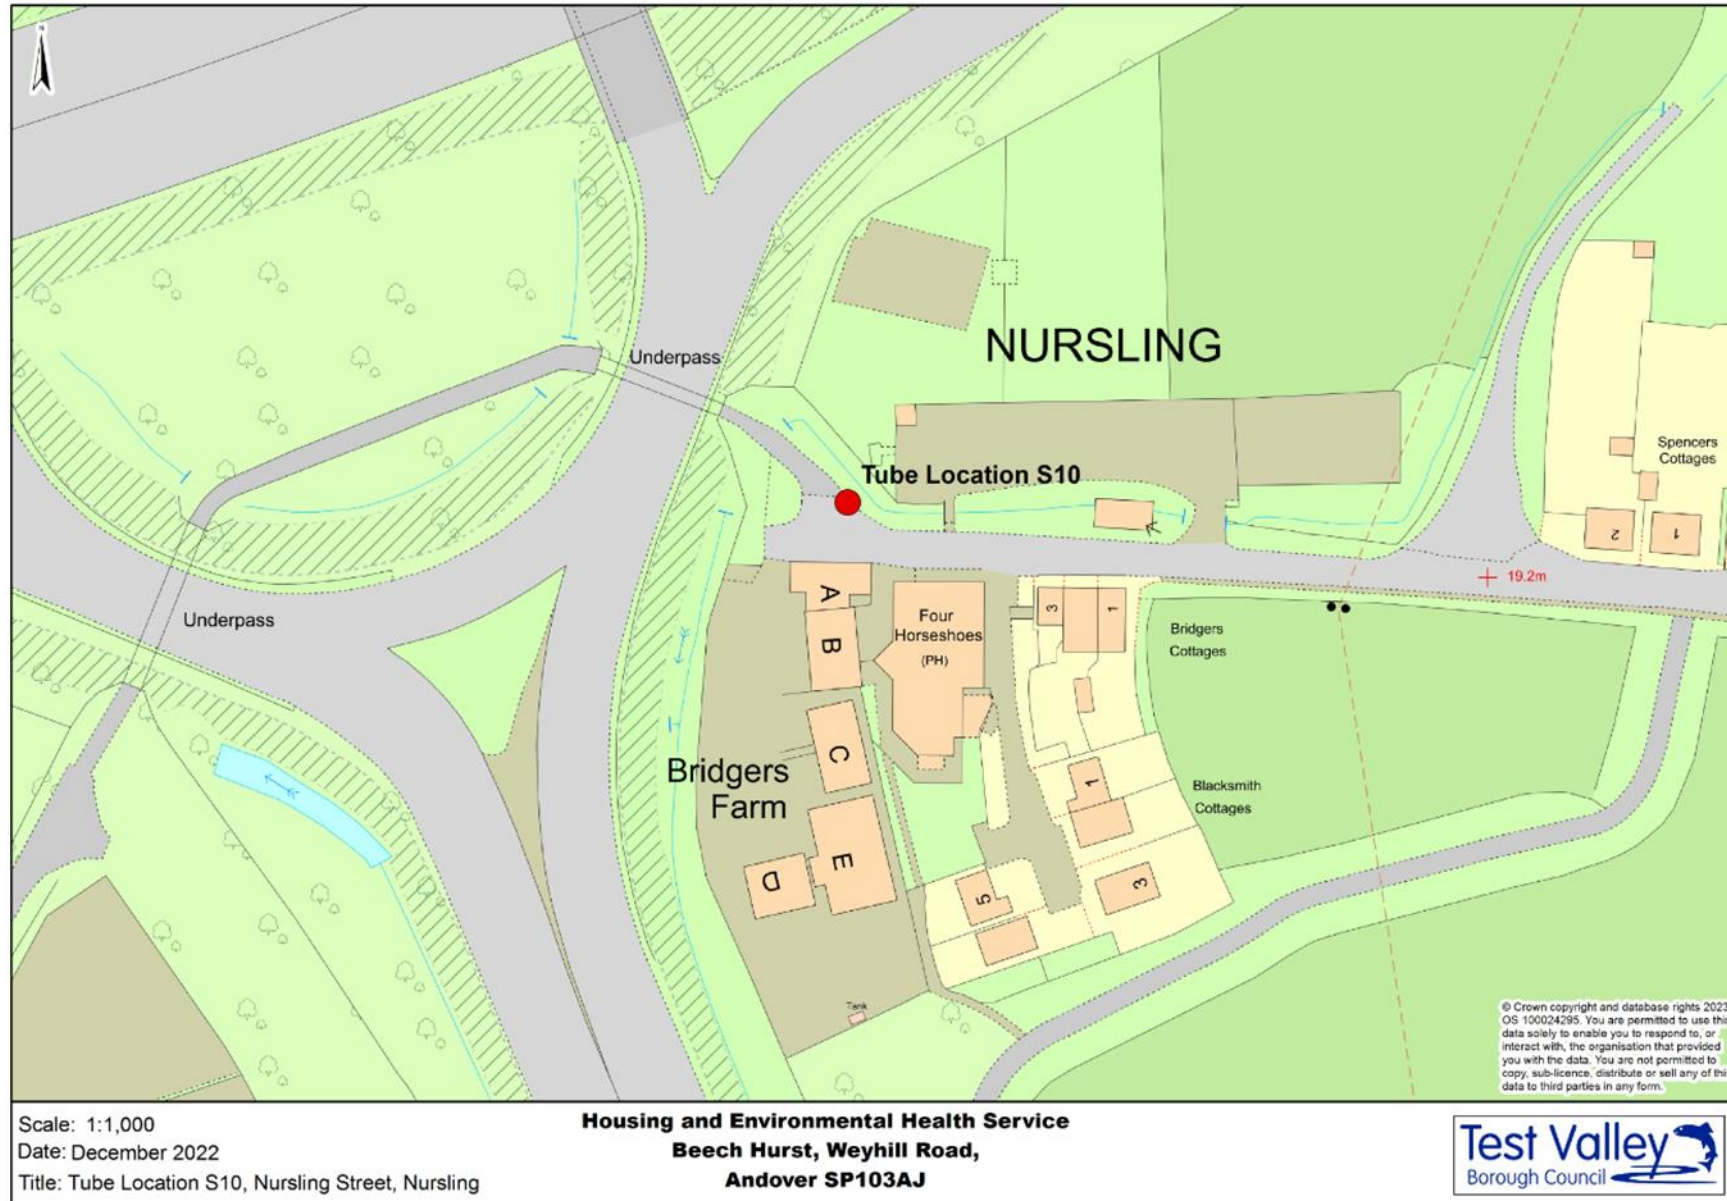 N
Underpass
NURSLING
Tube Location S10
Spencers
Cottages
2
1
19.2m
Underpass
A
B
C
D
E
Four
Horseshoes
(PH)
3
1
Bridgers
Cottages
Bridgers
Farm
1
Blacksmith
Cottages
3
5
Tank
© Crown copyright and database rights 2023
OS 100024295. You are permitted to use this
data solely to enable you to respond to, or
interact with, the organisation that provided
you with the data. You are not permitted to
copy, sub-licence, distribute or sell any of this
data to third parties in any form.
Scale: 1:1,000
Date: December 2022
Title: Tube Location S10, Nursling Street, Nursling
Housing and Environmental Health Service
Beech Hurst, Weyhill Road,
Andover SP103AJ
Test Valley
Borough Council